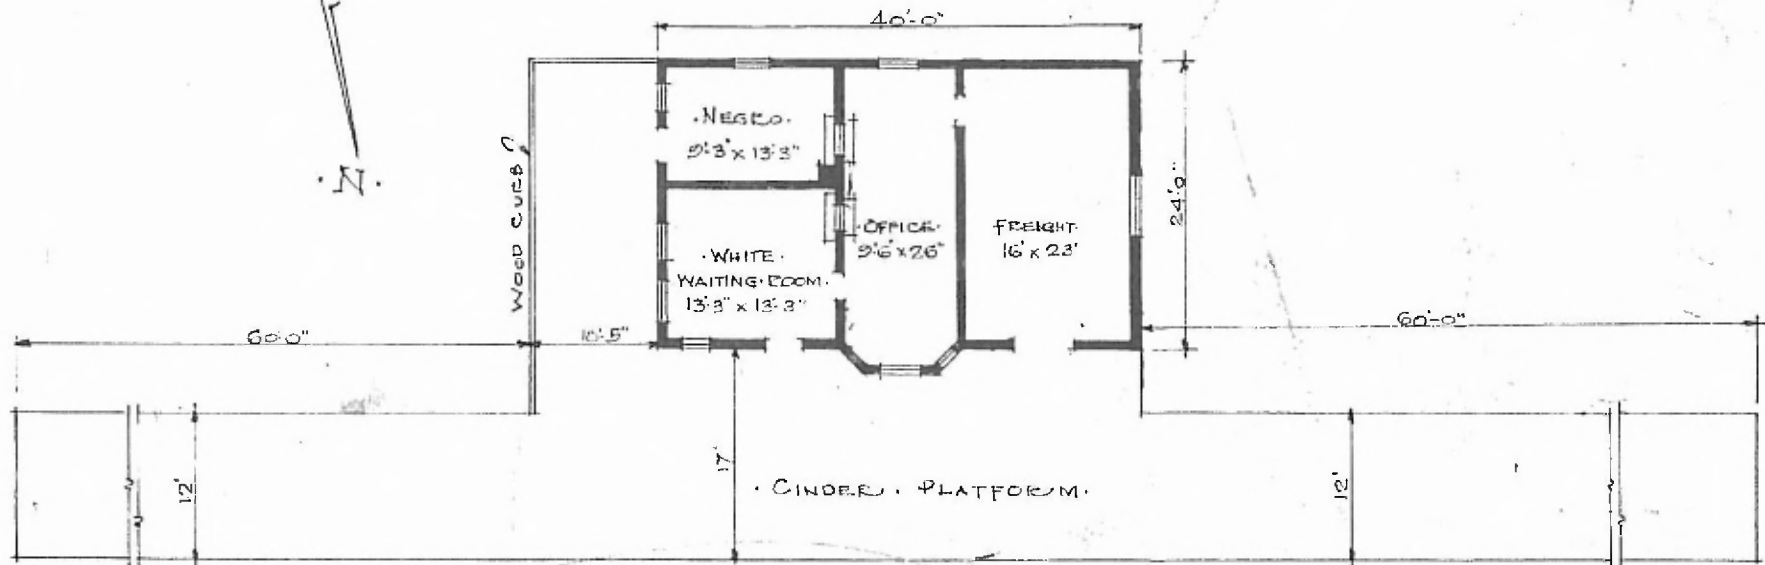 40'-0"
·N·
WOOD CURB
·NEGRO·
9'3" x 13'3"
·WHITE·
WAITING·ROOM·
13'3" x 13'3"
·OFFICE·
9'6" x 26'
FREIGHT·
16' x 23'
24'-0"
60'-0"
10'-5"
60'-0"
12'
17'
·CINDER·PLATFORM·
12'